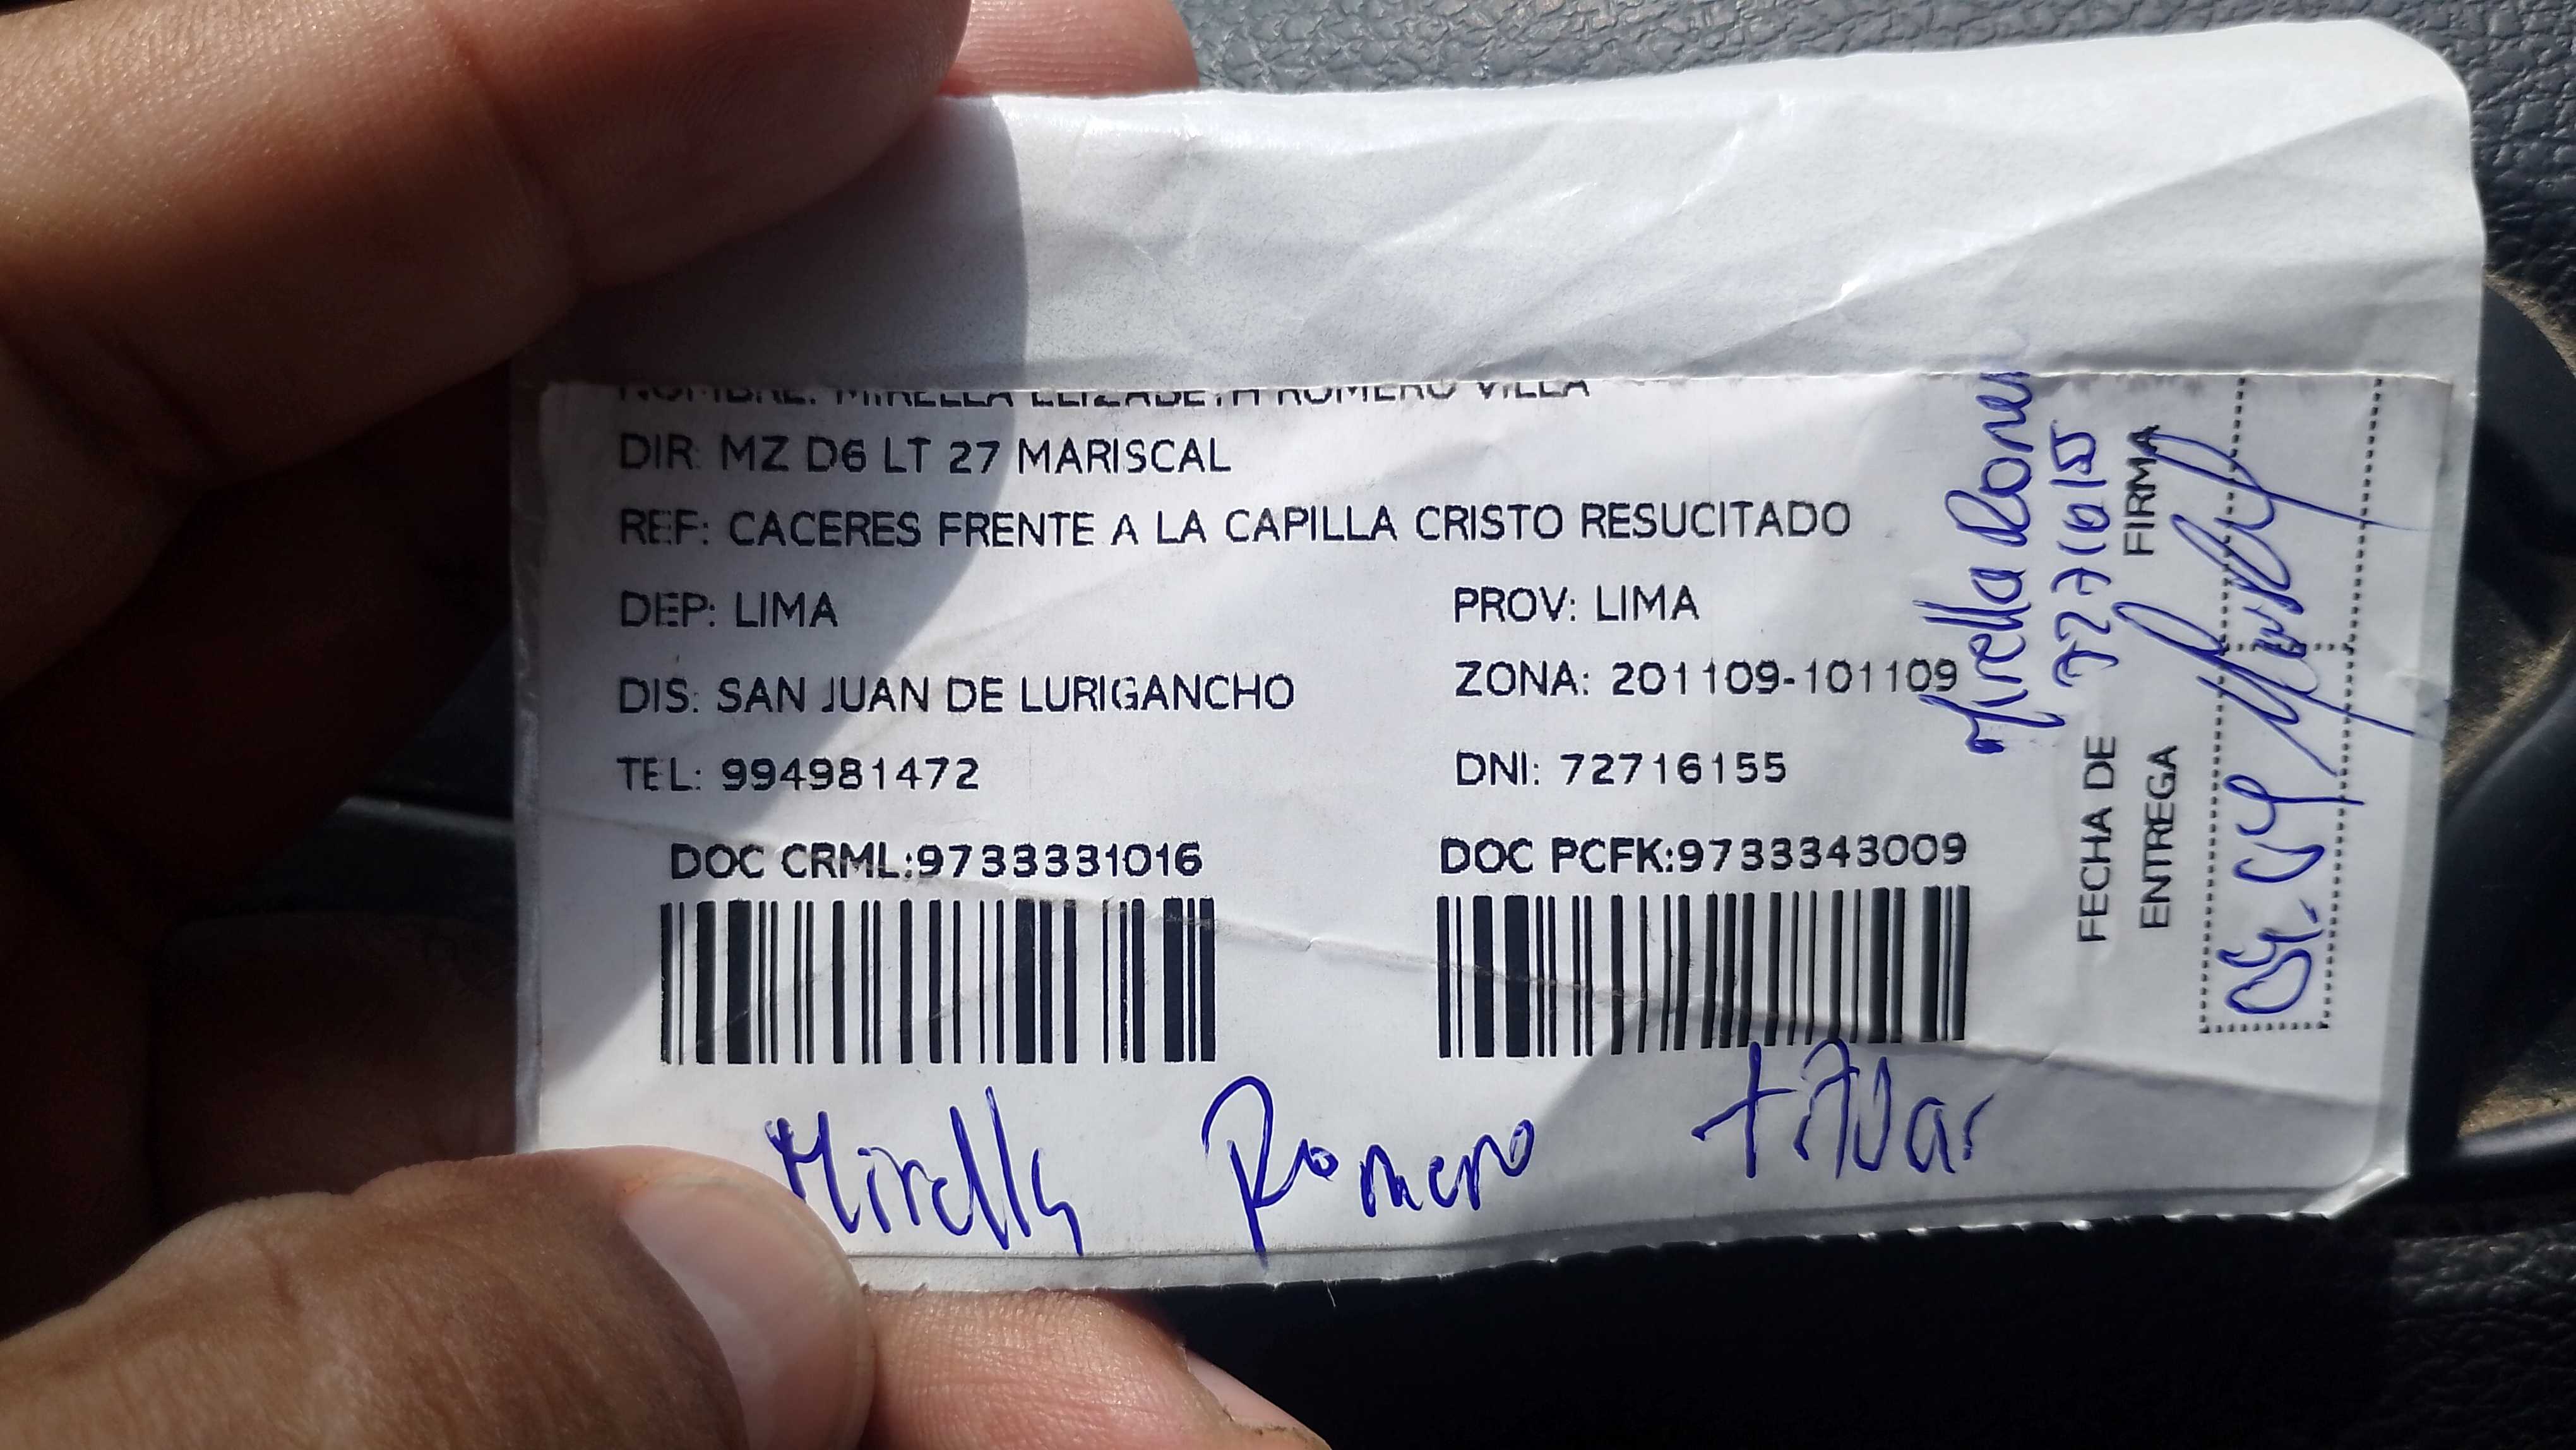 NOMBRE: MIRELLA ELIZABETH ROMERO VILLA
DIR: MZ D6 LT 27 MARISCAL
REF: CACERES FRENTE A LA CAPILLA CRISTO RESUCITADO
DEP: LIMA PROV: LIMA
DIS: SAN JUAN DE LURIGANCHO ZONA: 201109-101109
TEL: 994981472 DNI: 72716155
DOC CRML:9733331016 DOC PCFK:9733343009
Mirella Romero titular
Mirella Romero
72716155
FECHA DE ENTREGA
FIRMA